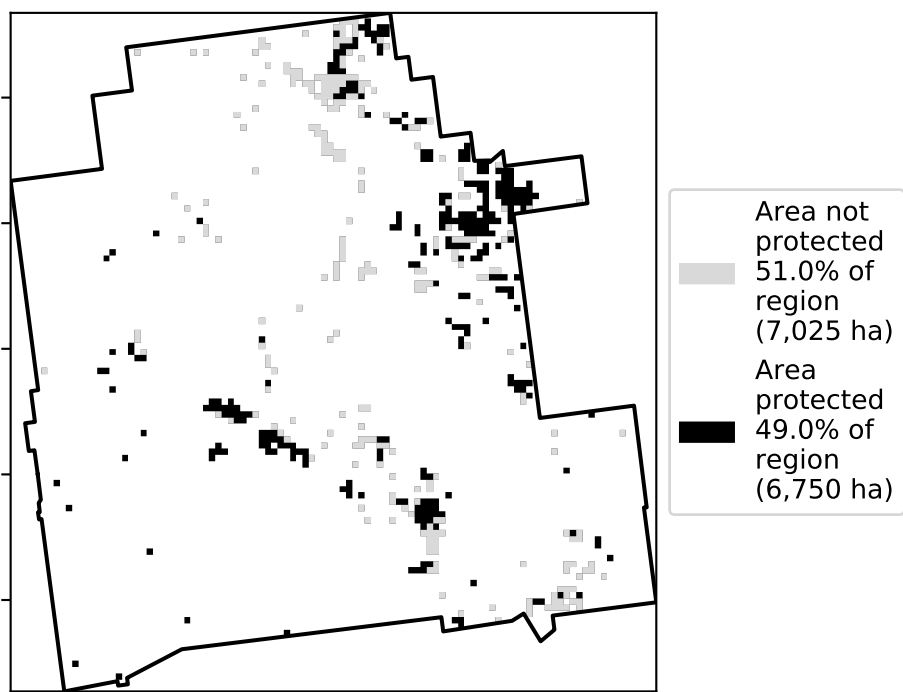 Area not
protected
51.0% of
region
(7,025 ha)
Area
protected
49.0% of
region
(6,750 ha)